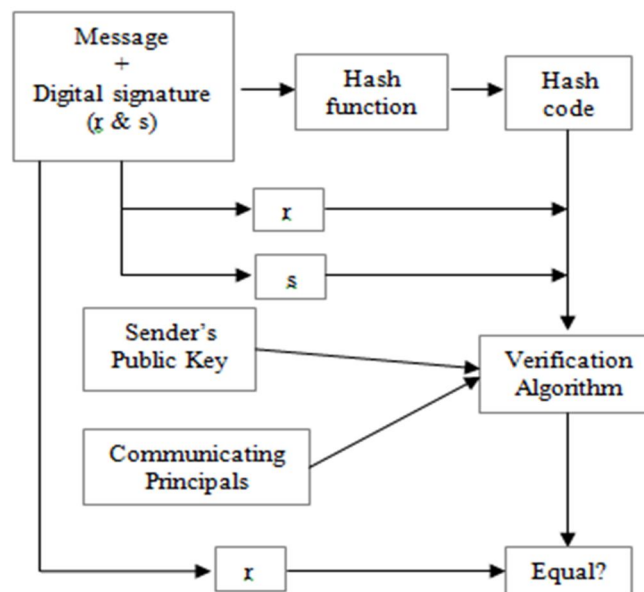 Message
+
Digital signature
(r & s)
Hash
function
Hash
code
r
s
Sender's
Public Key
Verification
Algorithm
Communicating
Principals
r
Equal?